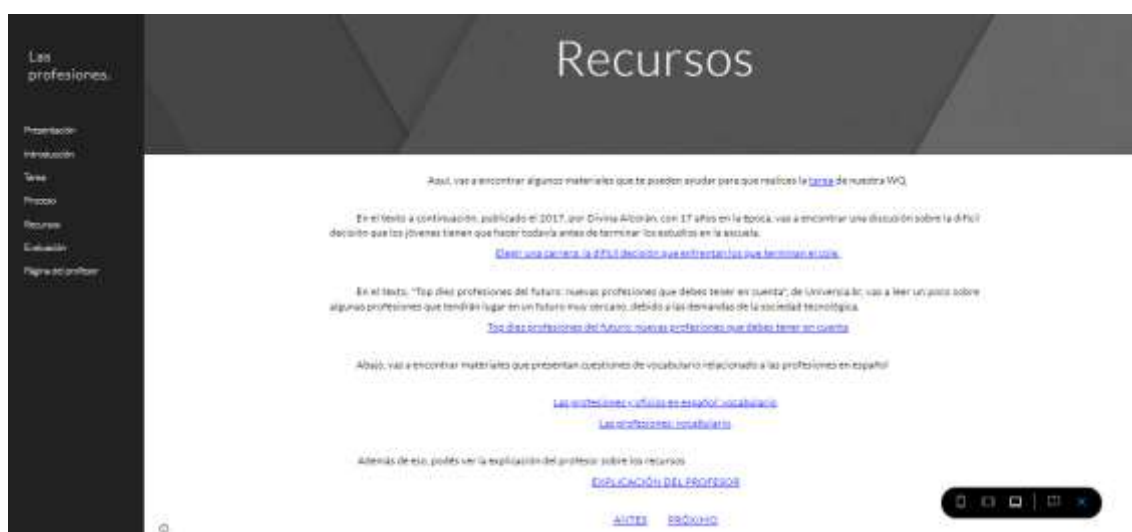 Las
profesiones.
Presentación
Introducción
Tarea
Proceso
Recursos
Evaluación
Página del profesor
Recursos
Aquí, vas a encontrar algunos materiales que te pueden ayudar para que realices la tarea de nuestra WQ.
En el texto a continuación, publicado el 2017, por Divina Alcorán, con 17 años en la época, vas a encontrar una discusión sobre la difícil
decisión que los jóvenes tienen que hacer todavía antes de terminar los estudios en la escuela.
Elegir una carrera, la difícil decisión que enfrentan los que terminan el cole.
En el texto, "Top diez profesiones del futuro: nuevas profesiones que debes tener en cuenta", de Universia.br, vas a leer un poco sobre
algunas profesiones que tendrán lugar en un futuro muy cercano, debido a las demandas de la sociedad tecnológica.
Top diez profesiones del futuro: nuevas profesiones que debes tener en cuenta
Abajo, vas a encontrar materiales que presentan cuestiones de vocabulario relacionado a las profesiones en español
Las profesiones y oficios en español: vocabulario
Las profesiones: vocabulario
Además de eso, podés ver la explicación del profesor sobre los recursos
EXPLICACIÓN DEL PROFESOR
ANTES PRÓXIMO